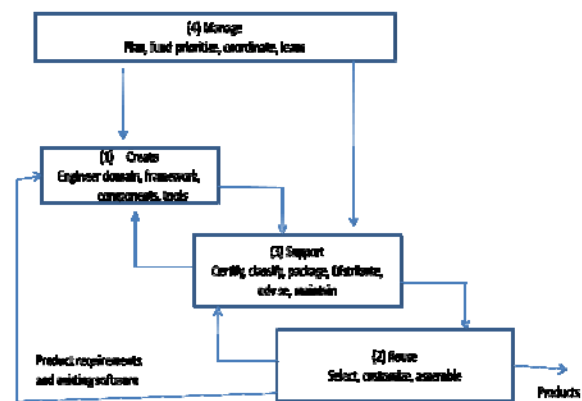 (4) Manage
Plan, fund prioritize, coordinate, learn
(1) Create
Engineer domain, framework,
components, tools
(3) Support
Certify, classify, package, Distribute,
advise, maintain
(2) Reuse
Select, customize, assemble
Product requirements
and existing software
Products